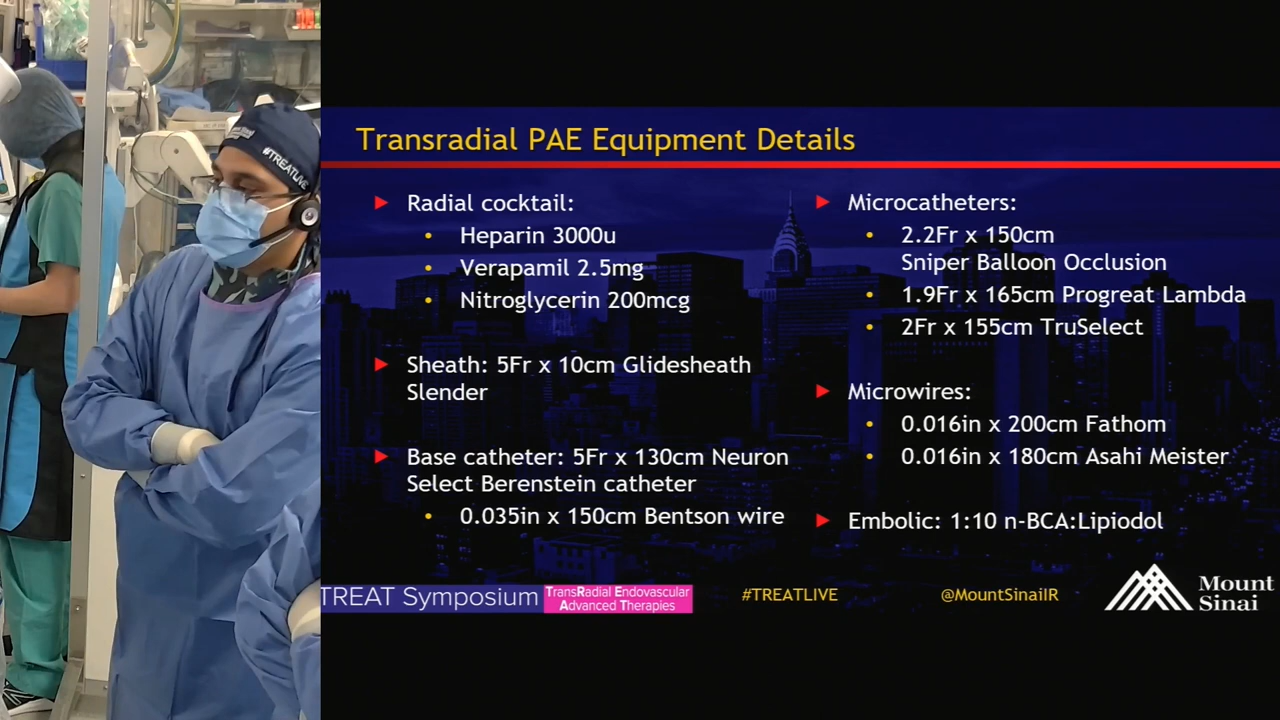 #TREATLIVE
Transradial PAE Equipment Details
Radial cocktail:
Heparin 3000u
Verapamil 2.5mg
Nitroglycerin 200mcg
Sheath: 5Fr x 10cm Glidesheath
Slender
Base catheter: 5Fr x 130cm Neuron
Select Berenstein catheter
0.035in x 150cm Bentson wire
Microcatheters:
2.2Fr x 150cm
Sniper Balloon Occlusion
1.9Fr x 165cm Progreat Lambda
2Fr x 155cm TruSelect
Microwires:
0.016in x 200cm Fathom
0.016in x 180cm Asahi Meister
Embolic: 1:10 n-BCA:Lipiodol
TREAT Symposium
TransRadial Endovascular
Advanced Therapies
#TREATLIVE
@MountSinaiIR
Mount
Sinai